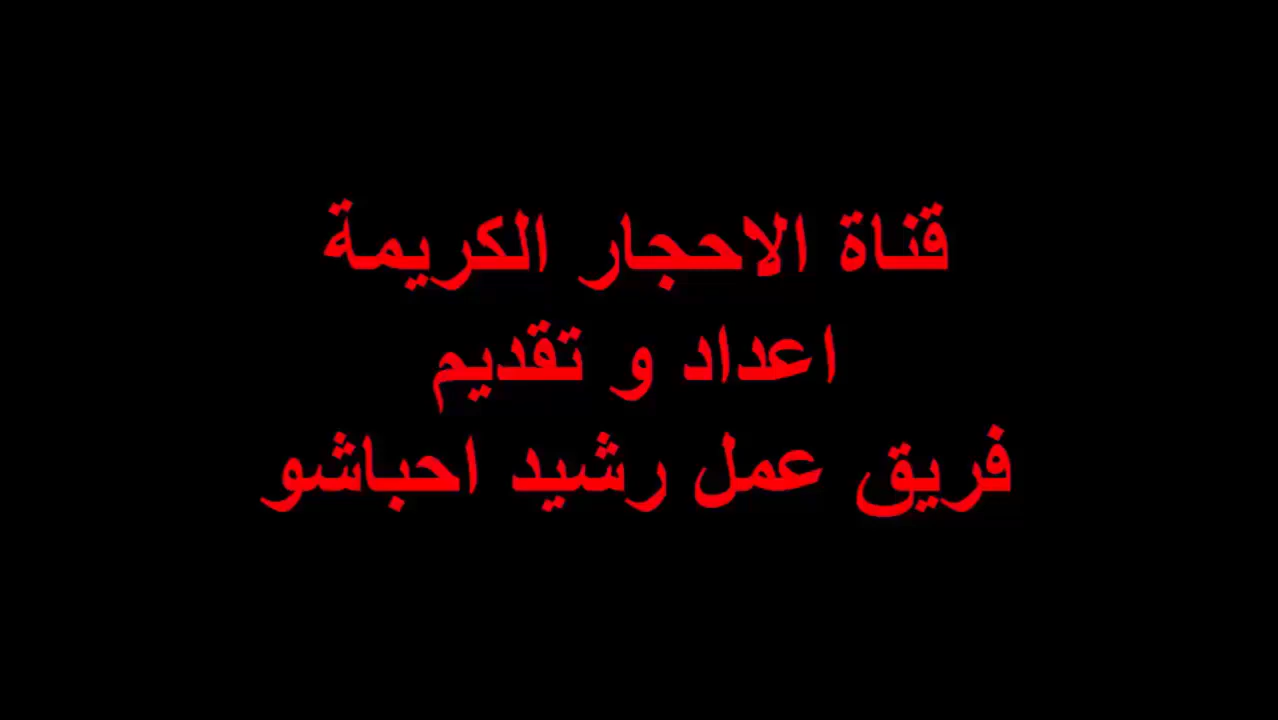 قناة الاحجار الكريمة
اعداد و تقديم
فريق عمل رشيد احباشو